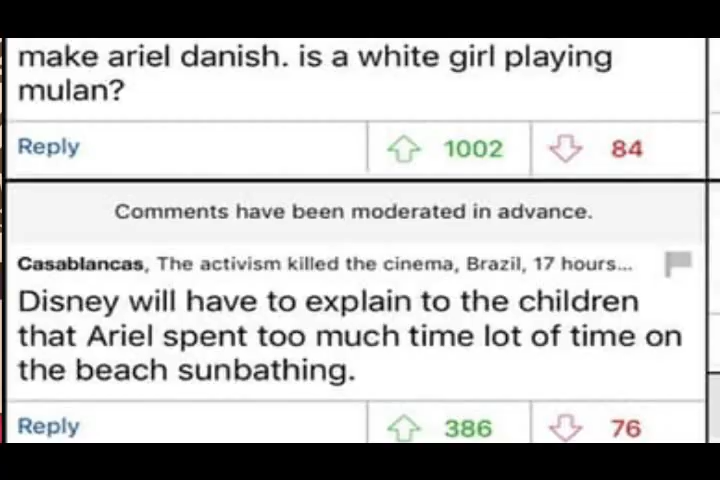 make ariel danish. is a white girl playing
mulan?
Reply 1002 84
Comments have been moderated in advance.
Casablancas, The activism killed the cinema, Brazil, 17 hours...
Disney will have to explain to the children
that Ariel spent too much time lot of time on
the beach sunbathing.
Reply 386 76